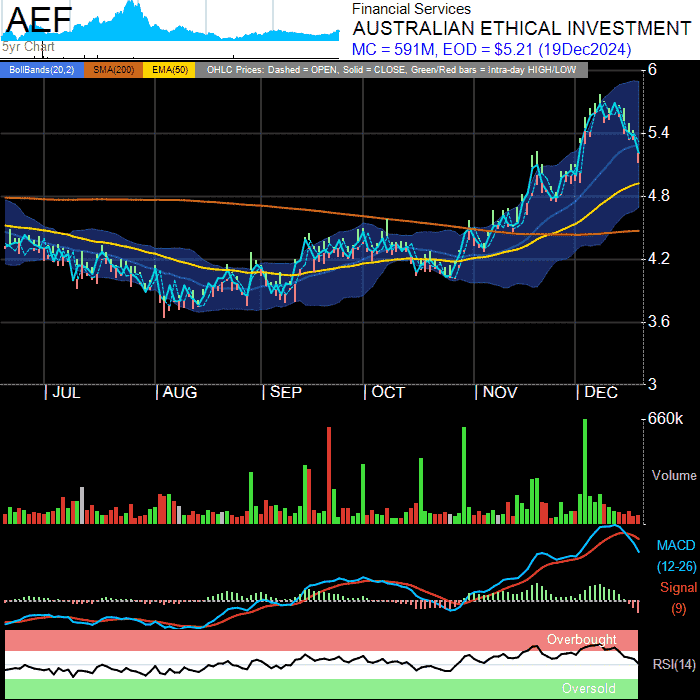 AEF
5yr Chart
Financial Services
AUSTRALIAN ETHICAL INVESTMENT
MC = 591M, EOD = $5.21 (19Dec2024)
BollBands(20,2) SMA(200) EMA(50) OHLC Prices: Dashed = OPEN, Solid = CLOSE, Green/Red bars = Intra-day HIGH/LOW
6
5.4
4.8
4.2
3.6
3
| JUL | AUG | SEP | OCT | NOV | DEC
660k
Volume
MACD
(12-26)
Signal
(9)
Overbought
RSI(14)
Oversold